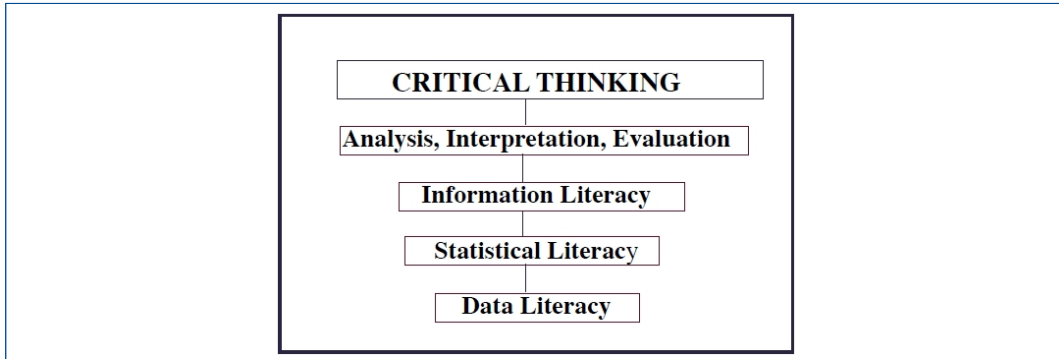 CRITICAL THINKING
Analysis, Interpretation, Evaluation
Information Literacy
Statistical Literacy
Data Literacy